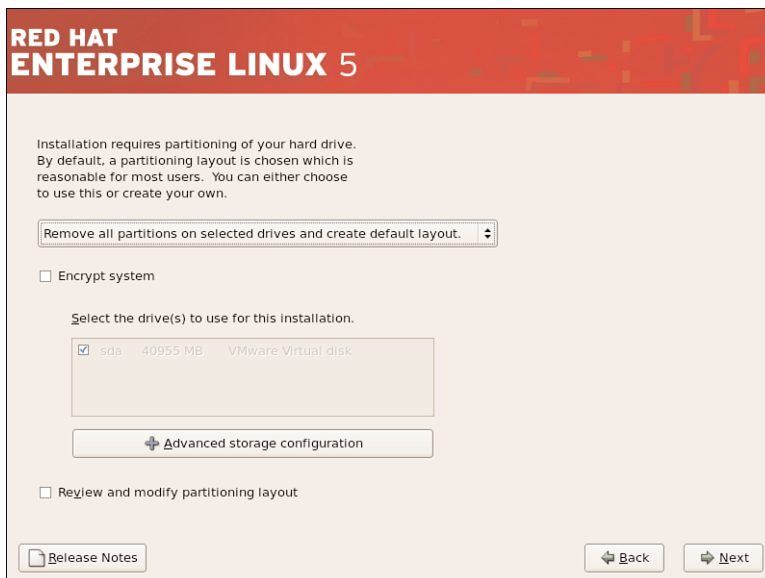 RED HAT
ENTERPRISE LINUX 5
Installation requires partitioning of your hard drive.
By default, a partitioning layout is chosen which is
reasonable for most users. You can either choose
to use this or create your own.
Remove all partitions on selected drives and create default layout.
Encrypt system
Select the drive(s) to use for this installation.
sda 40955 MB VMware Virtual disk
Advanced storage configuration
Review and modify partitioning layout
Release Notes
Back
Next